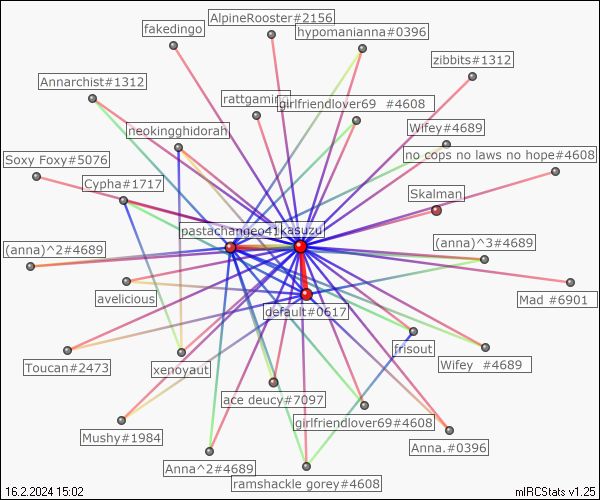 AlpineRooster#2156
fakedingo
hypomanianna#0396
zibbits#1312
Annarchist#1312
rattgaming
girlfriendlover69 #4608
neokingghidorah
Wifey#4689
no cops no laws no hope#4608
Soxy Foxy#5076
Cypha#1717
Skalman
kasuzu
(anna)^2#4689
(anna)^3#4689
avelicious
Mad #6901
default#0617
frisout
Toucan#2473
xenoyaut
Wifey #4689
ace deucy#7097
girlfriendlover69#4608
Mushy#1984
Anna.#0396
Anna^2#4689
ramshackle gorey#4608
16.2.2024 15:02
mIRCStats v1.25